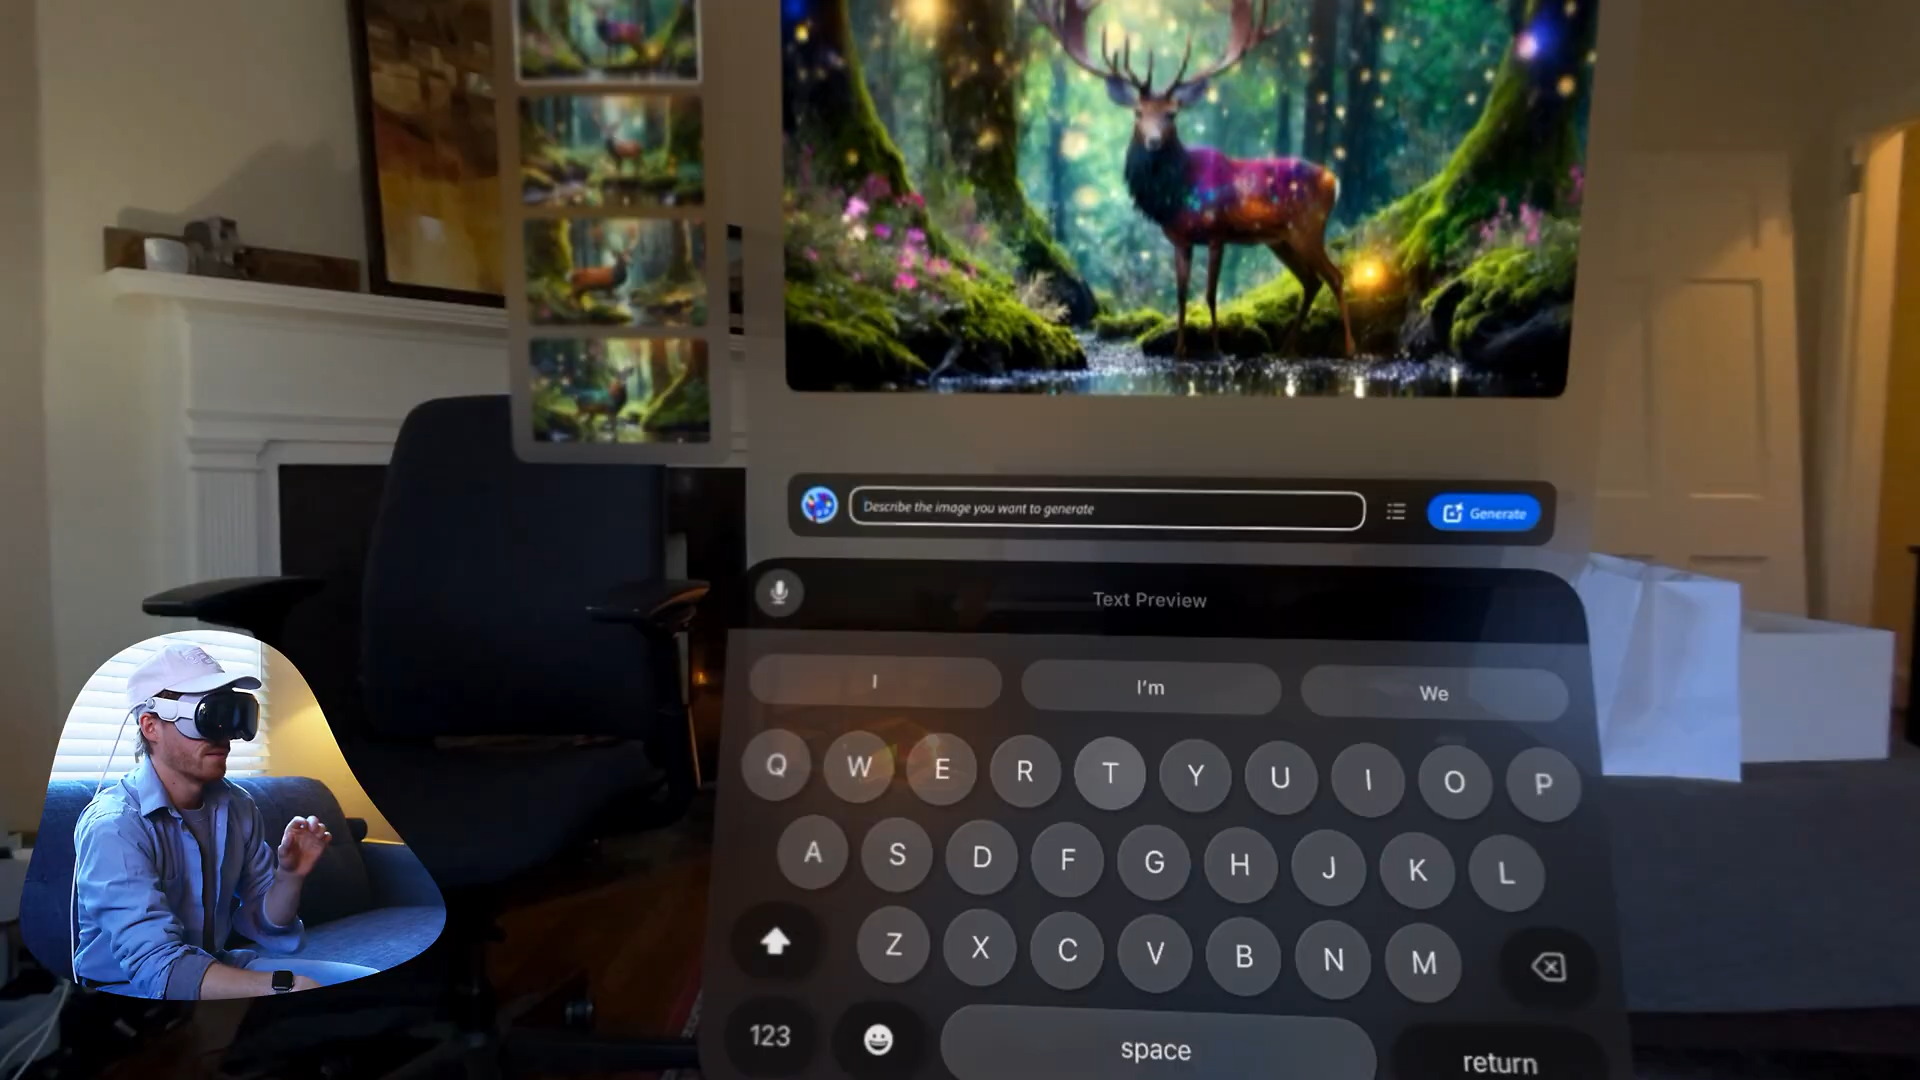 Describe the image you want to generate
Generate
Text Preview
I
I'm
We
Q W E R T Y U I O P
A S D F G H J K L
Z X C V B N M
123
space
return